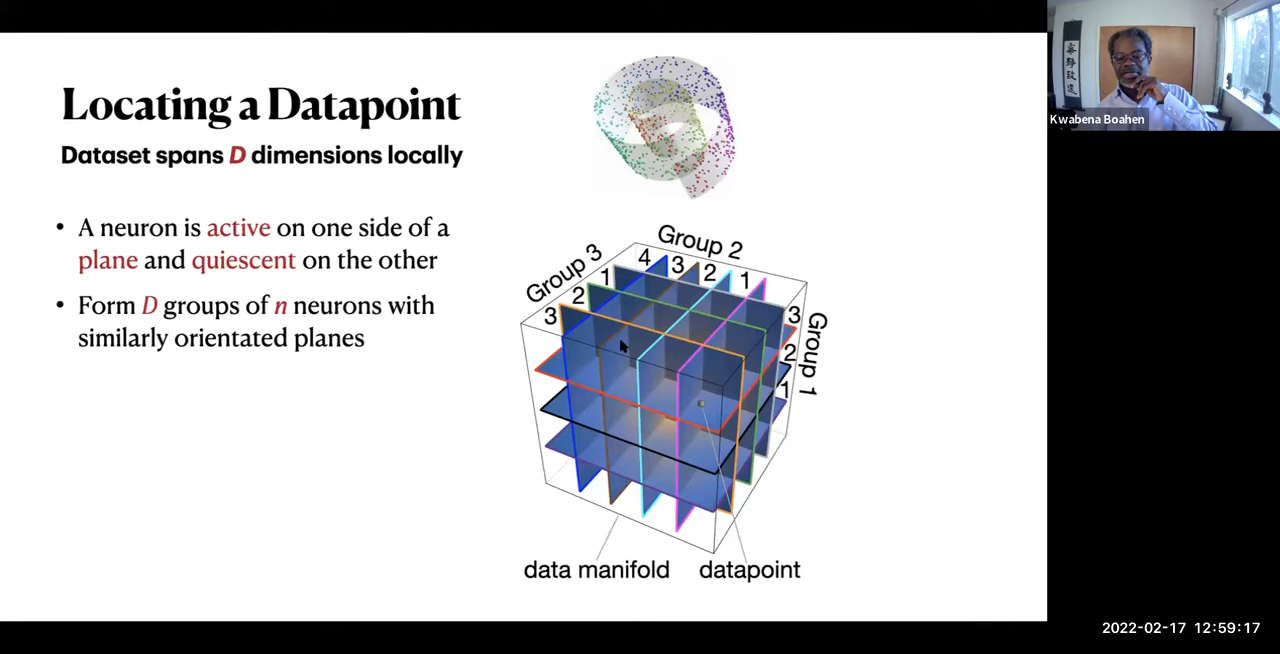 Locating a Datapoint
Dataset spans D dimensions locally
• A neuron is active on one side of a
plane and quiescent on the other
• Form D groups of n neurons with
similarly orientated planes
Group 3
Group 2
Group 1
4
3
2
1
1
2
3
3
2
1
data manifold
datapoint
Kwabena Boahen
2022-02-17 12:59:17